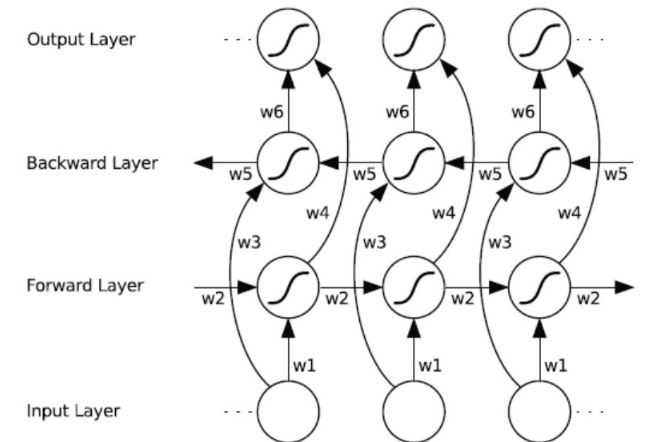 Output Layer
w6 w6 w6
Backward Layer
w5 w5 w5 w5
w4 w4 w4
w3 w3 w3
Forward Layer
w2 w2 w2 w2
w1 w1 w1
Input Layer